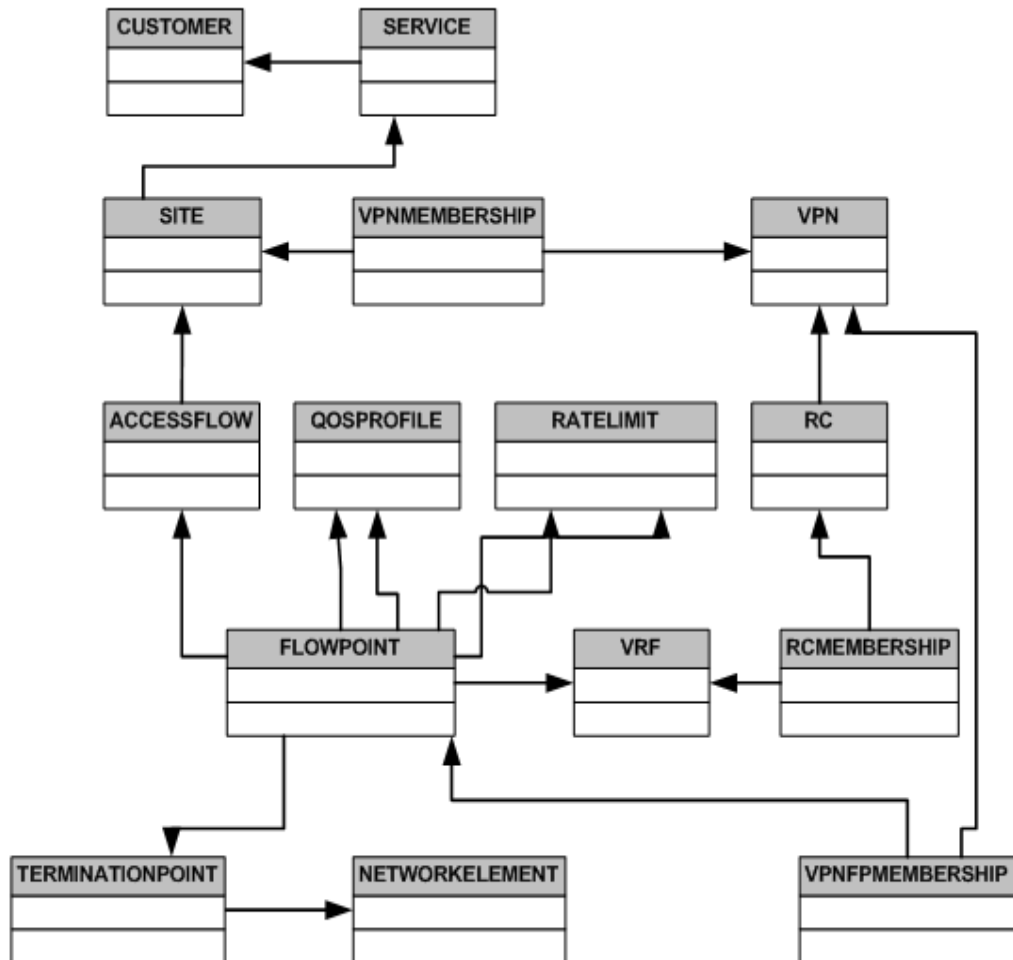 CUSTOMER
SERVICE
SITE
VPNMEMBERSHIP
VPN
ACCESSFLOW
QOSPROFILE
RATELIMIT
RC
FLOWPOINT
VRF
RCMEMBERSHIP
TERMINATIONPOINT
NETWORKELEMENT
VPNFPMEMBERSHIP